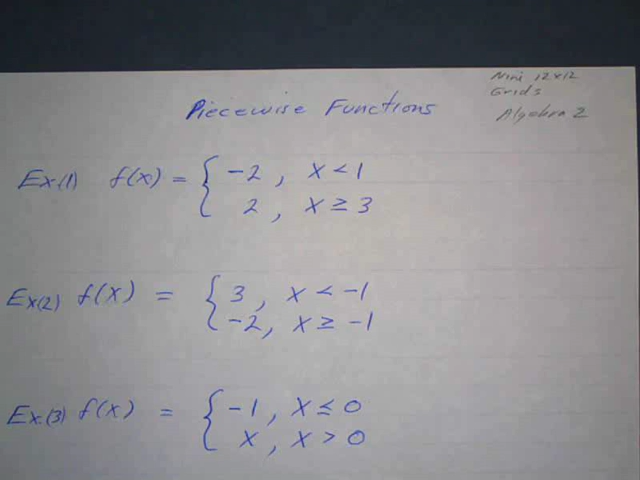 Mini 12x12
Grids
Algebra 2
Piecewise Functions
Ex(1) f(x) = { -2, x < 1
2, x ≥ 3
Ex(2) f(x) = { 3, x < -1
-2, x ≥ -1
Ex(3) f(x) = { -1, x ≤ 0
x, x > 0